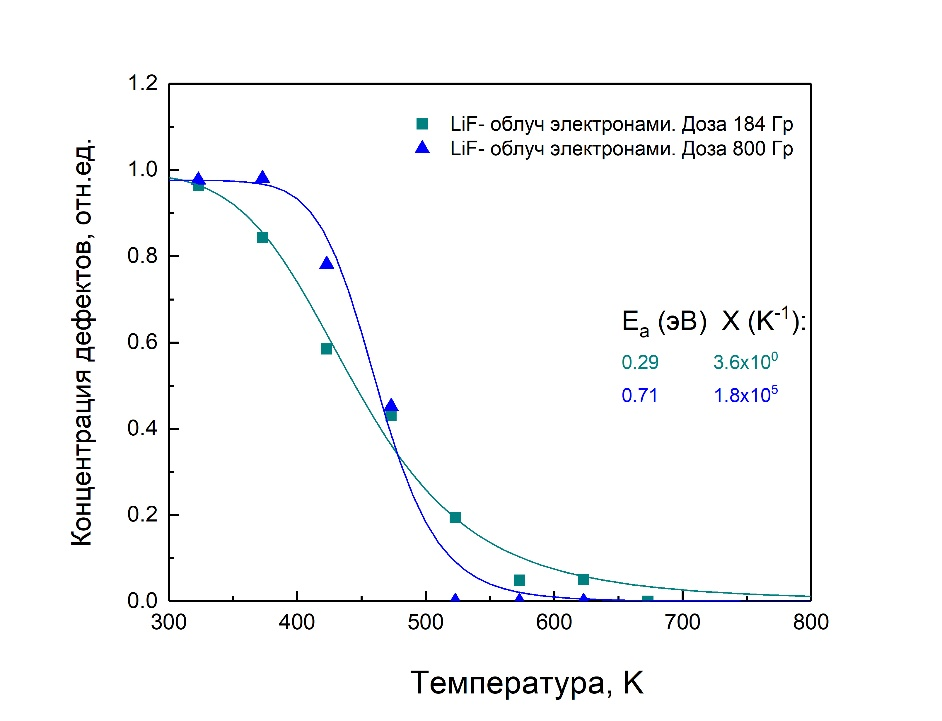 1.2
1.0
0.8
0.6
0.4
0.2
0.0
Концентрация дефектов, отн.ед.
LiF- облуч электронами. Доза 184 Гр
LiF- облуч электронами. Доза 800 Гр
Eₐ (эВ) X (K⁻¹):
0.29 3.6x10⁰
0.71 1.8x10⁵
300 400 500 600 700 800
Температура, K